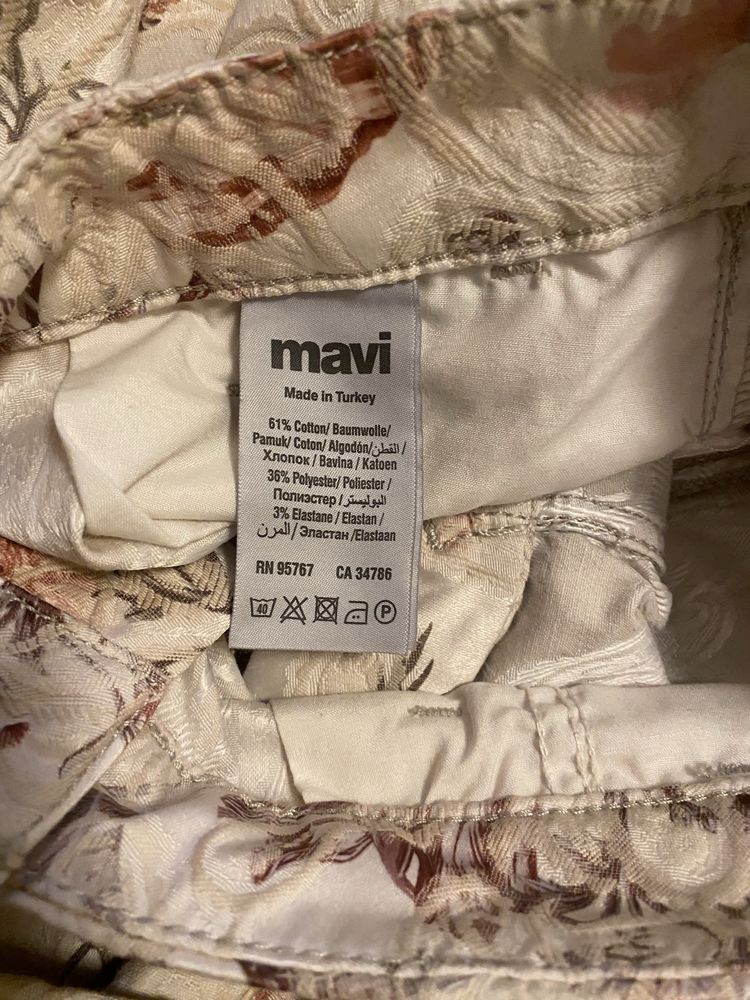 mavi
Made in Turkey
61% Cotton/ Baumwolle/
Pamuk/ Coton/ Algodón/القطن/
Хлопок / Bavlna / Katoen
36% Polyester/ Poliester /
Полиэстер /البوليستر
3% Elastane / Elastan /
المرن/ Эластан /Elastaan
RN 95767 CA 34786
40 P